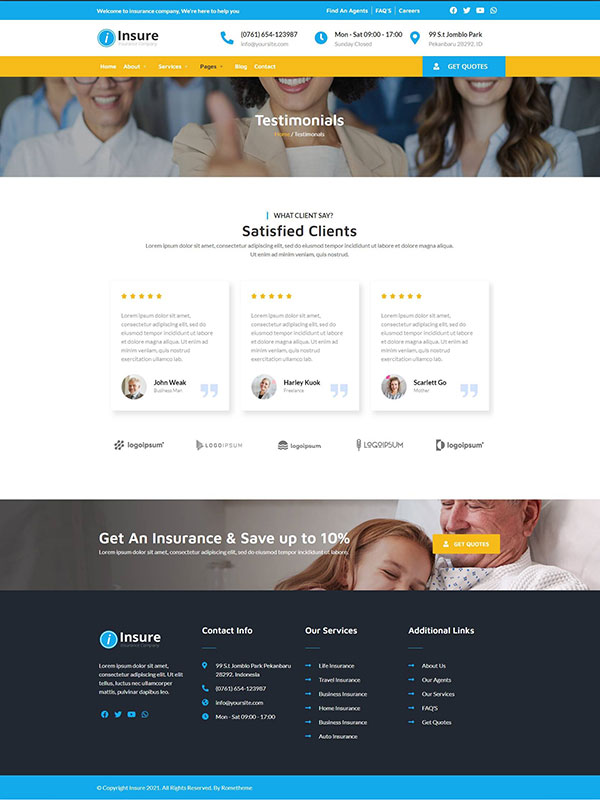 Welcome to insurance company, We're here to help you
Find An Agents
FAQ'S
Careers
i Insure
Insurance Company
(0761) 654-123987
info@yoursite.com
Mon - Sat 09:00 - 17:00
Sunday Closed
99 S.t Jomblo Park
Pekanbaru 28292. ID
Home About Services Pages Blog Contact
GET QUOTES
Testimonials
Home / Testimonals
WHAT CLIENT SAY?
Satisfied Clients
Lorem ipsum dolor sit amet, consectetur adipiscing elit, sed do eiusmod tempor incididunt ut labore et dolore magna aliqua.
Ut enim ad minim veniam, quis nostrud.
Lorem ipsum dolor sit amet,
consectetur adipiscing elit, sed do
eiusmod tempor incididunt ut labore
et dolore magna aliqua. Ut enim ad
minim veniam, quis nostrud
exercitation ullamco lab.
John Weak
Business Man
Lorem ipsum dolor sit amet,
consectetur adipiscing elit, sed do
eiusmod tempor incididunt ut labore
et dolore magna aliqua. Ut enim ad
minim veniam, quis nostrud
exercitation ullamco lab.
Harley Kuok
Freelance
Lorem ipsum dolor sit amet,
consectetur adipiscing elit, sed do
eiusmod tempor incididunt ut labore
et dolore magna aliqua. Ut enim ad
minim veniam, quis nostrud
exercitation ullamco lab.
Scarlett Go
Mother
logoipsum
LOGOIPSUM
logoipsum
LOGOIPSUM
logoipsum
Get An Insurance & Save up to 10%
Lorem ipsum dolor sit amet, consectetur adipiscing elit, sed do eiusmod tempor incididunt ut labore.
GET QUOTES
i Insure
Insurance Company
Lorem ipsum dolor sit amet,
consectetur adipiscing elit. Ut elit
tellus, luctus nec ullamcorper
mattis, pulvinar dapibus leo.
Contact Info
99 S.t Jomblo Park Pekanbaru
28292. Indonesia
(0761) 654-123987
info@yoursite.com
Mon - Sat 09:00 - 17:00
Our Services
Life Insurance
Travel Insurance
Business Insurance
Home Insurance
Business Insurance
Auto Insurance
Additional Links
About Us
Our Agents
Our Services
FAQ'S
Get Quotes
© Copyright Insure 2021. All Rights Reserved. By Rometheme